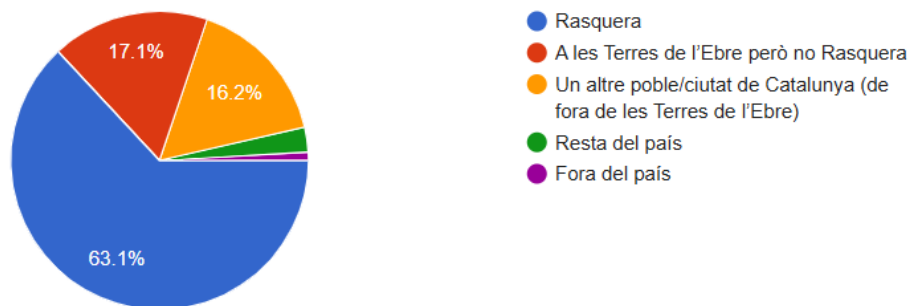 17.1%
16.2%
63.1%
Rasquera
A les Terres de l'Ebre però no Rasquera
Un altre poble/ciutat de Catalunya (de
fora de les Terres de l'Ebre)
Resta del país
Fora del país